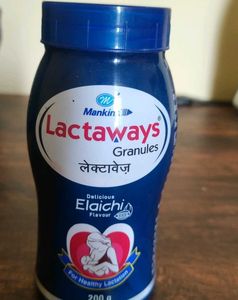 Mankind
Lactaways®
Granules
लेक्टावेज़
Delicious
Elaichi
Flavour
For Healthy Lactation
200 g